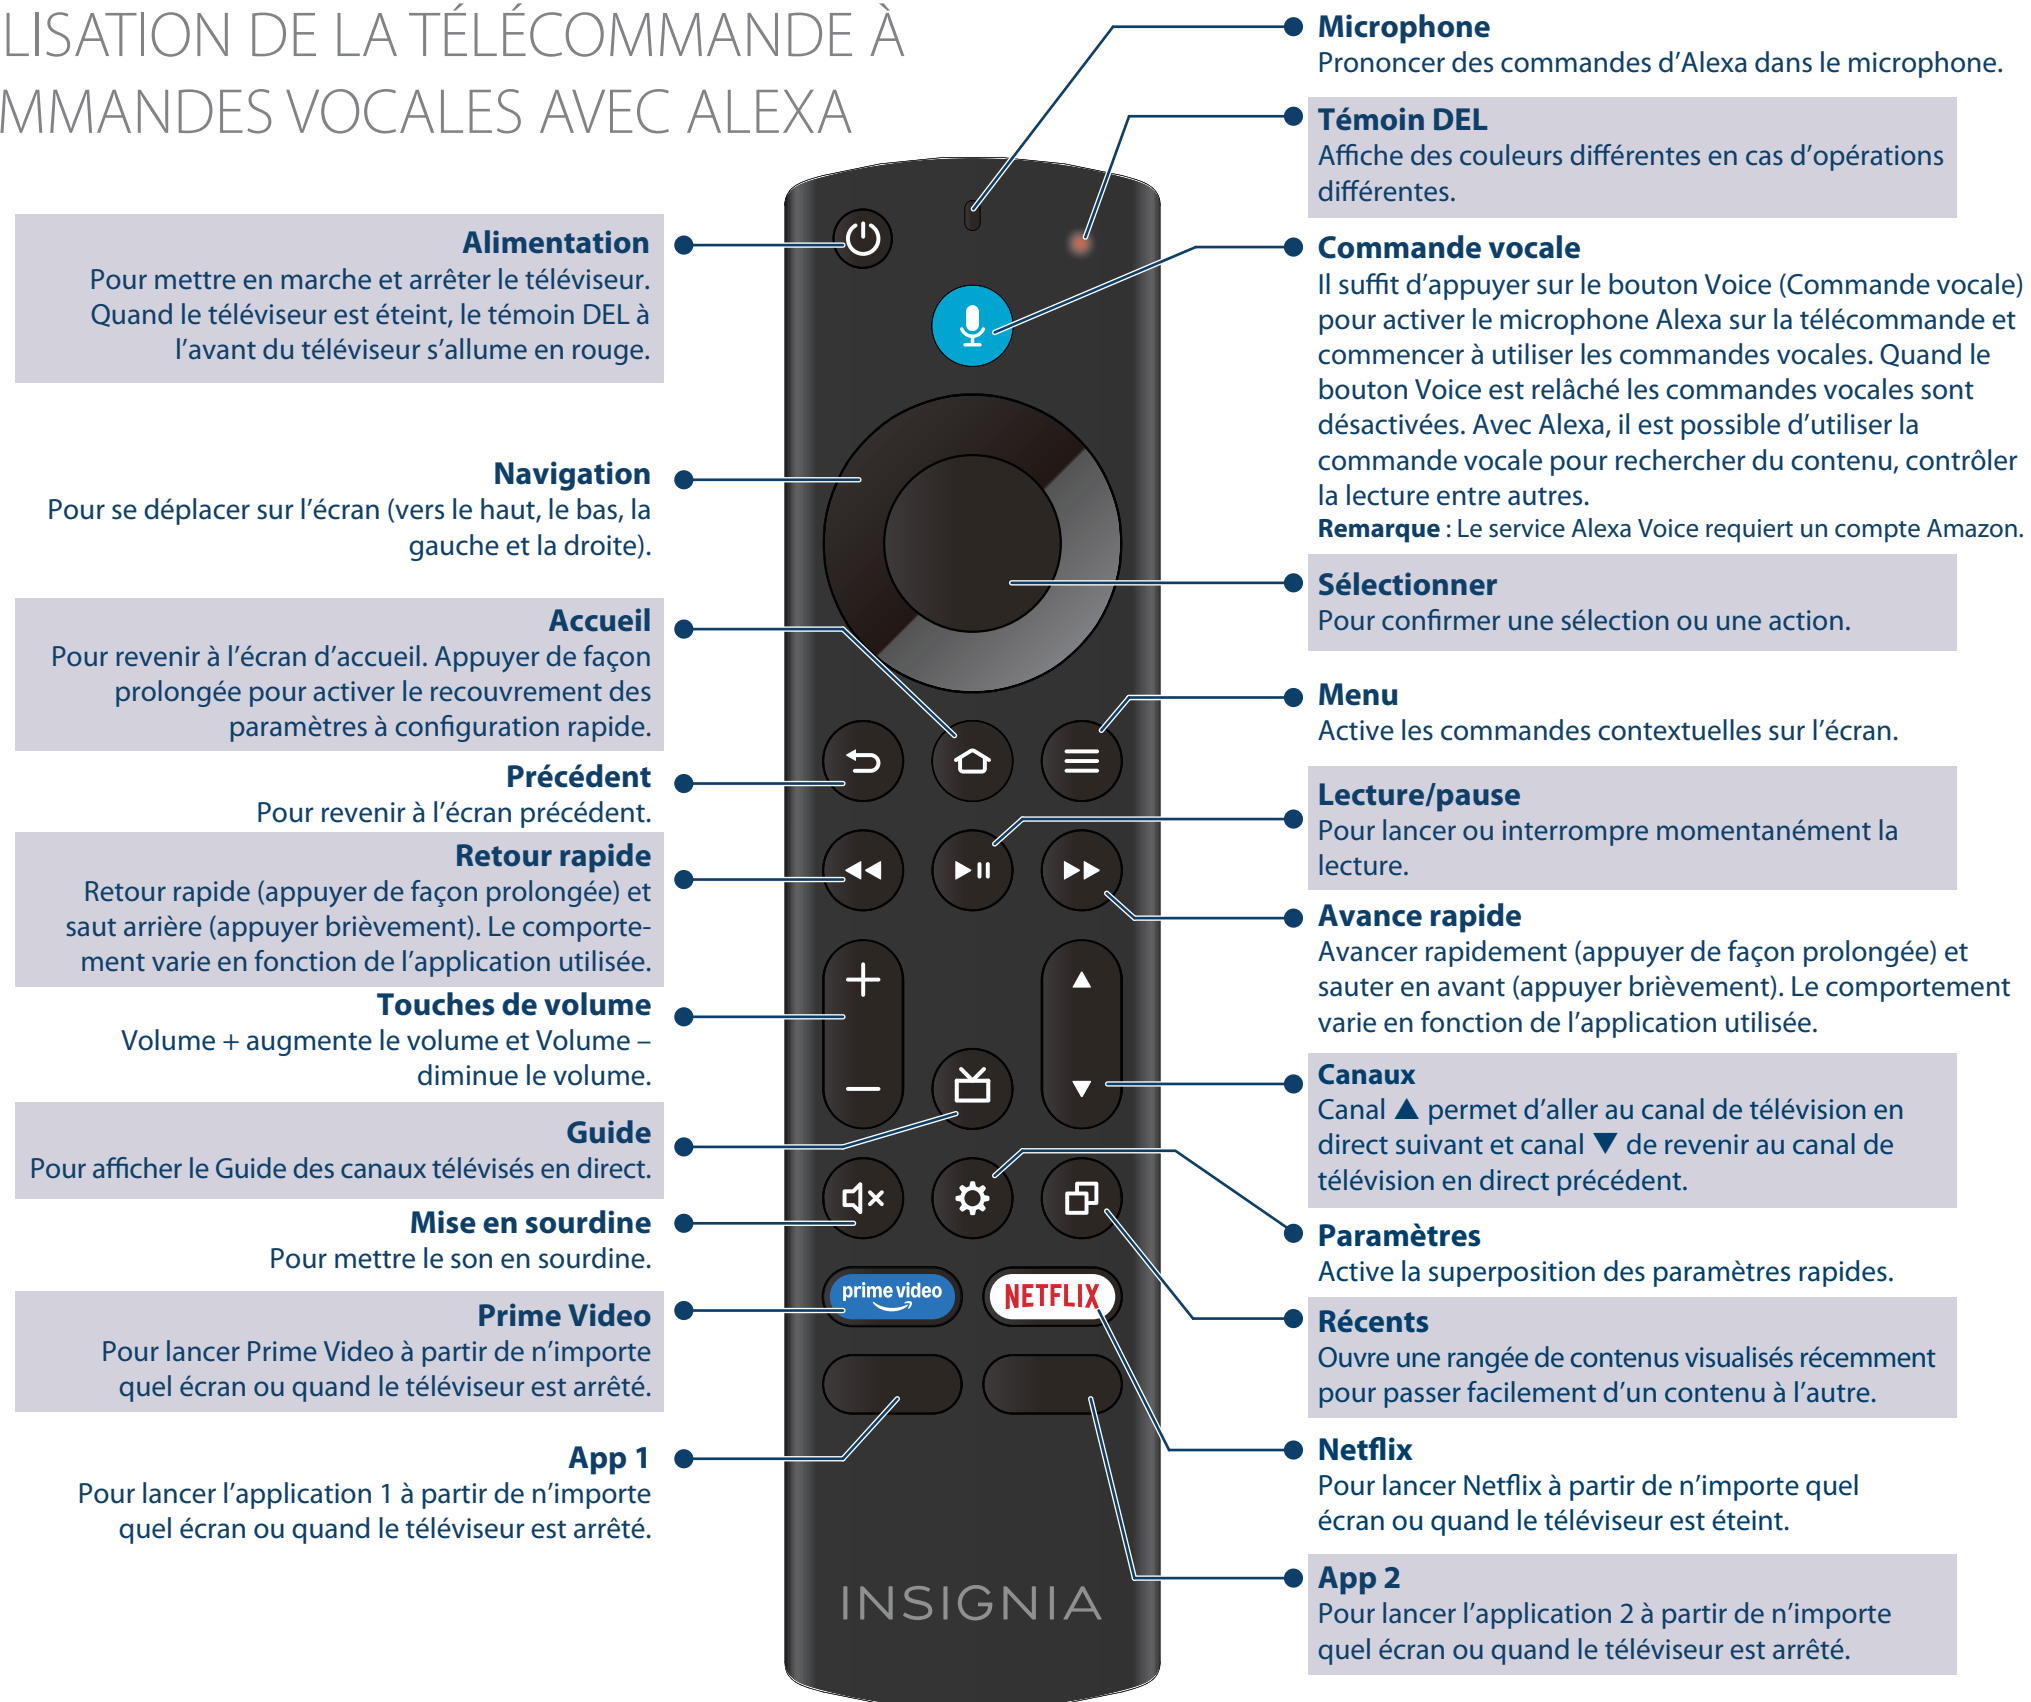 LISATION DE LA TÉLÉCOMMANDE À
MMANDES VOCALES AVEC ALEXA
Alimentation
Pour mettre en marche et arrêter le téléviseur.
Quand le téléviseur est éteint, le témoin DEL à
l’avant du téléviseur s’allume en rouge.
Navigation
Pour se déplacer sur l’écran (vers le haut, le bas, la
gauche et la droite).
Accueil
Pour revenir à l’écran d’accueil. Appuyer de façon
prolongée pour activer le recouvrement des
paramètres à configuration rapide.
Précédent
Pour revenir à l’écran précédent.
Retour rapide
Retour rapide (appuyer de façon prolongée) et
saut arrière (appuyer brièvement). Le comporte-
ment varie en fonction de l’application utilisée.
Touches de volume
Volume + augmente le volume et Volume –
diminue le volume.
Guide
Pour afficher le Guide des canaux télévisés en direct.
Mise en sourdine
Pour mettre le son en sourdine.
Prime Video
Pour lancer Prime Video à partir de n’importe
quel écran ou quand le téléviseur est arrêté.
App 1
Pour lancer l’application 1 à partir de n’importe
quel écran ou quand le téléviseur est arrêté.
prime video
NETFLIX
INSIGNIA
Microphone
Prononcer des commandes d’Alexa dans le microphone.
Témoin DEL
Affiche des couleurs différentes en cas d’opérations
différentes.
Commande vocale
Il suffit d’appuyer sur le bouton Voice (Commande vocale)
pour activer le microphone Alexa sur la télécommande et
commencer à utiliser les commandes vocales. Quand le
bouton Voice est relâché les commandes vocales sont
désactivées. Avec Alexa, il est possible d’utiliser la
commande vocale pour rechercher du contenu, contrôler
la lecture entre autres.
Remarque : Le service Alexa Voice requiert un compte Amazon.
Sélectionner
Pour confirmer une sélection ou une action.
Menu
Active les commandes contextuelles sur l’écran.
Lecture/pause
Pour lancer ou interrompre momentanément la
lecture.
Avance rapide
Avancer rapidement (appuyer de façon prolongée) et
sauter en avant (appuyer brièvement). Le comportement
varie en fonction de l’application utilisée.
Canaux
Canal ▲ permet d’aller au canal de télévision en
direct suivant et canal ▼ de revenir au canal de
télévision en direct précédent.
Paramètres
Active la superposition des paramètres rapides.
Récents
Ouvre une rangée de contenus visualisés récemment
pour passer facilement d’un contenu à l’autre.
Netflix
Pour lancer Netflix à partir de n’importe quel
écran ou quand le téléviseur est éteint.
App 2
Pour lancer l’application 2 à partir de n’importe
quel écran ou quand le téléviseur est arrêté.